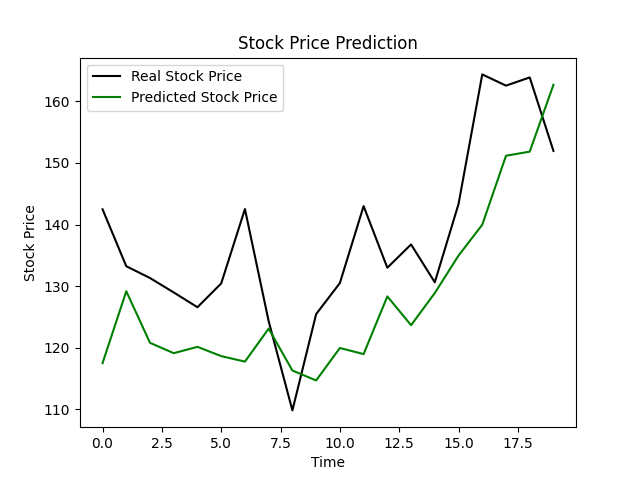 Stock Price Prediction
Real Stock Price
Predicted Stock Price
160
150
140
130
120
110
Stock Price
0.0 2.5 5.0 7.5 10.0 12.5 15.0 17.5
Time